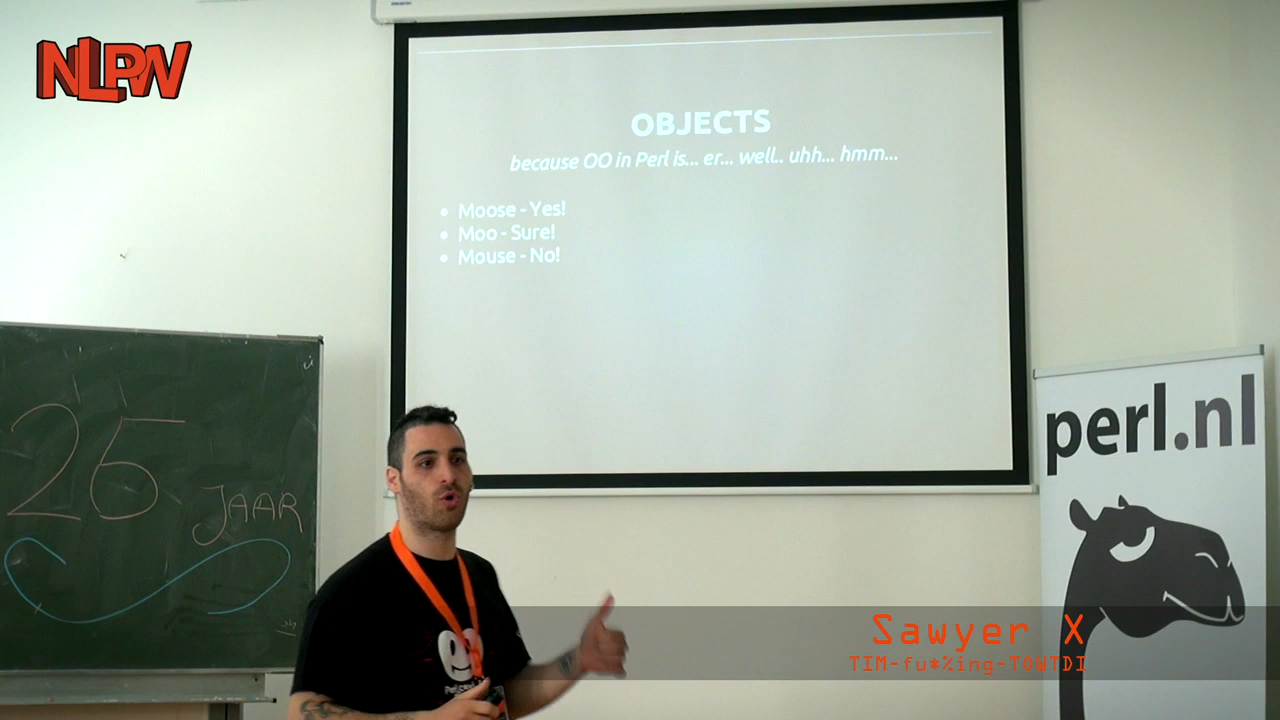 NLPW
OBJECTS
because OO in Perl is... er... well.. uhh... hmm...
Moose - Yes!
Moo - Sure!
Mouse - No!
25
JAAR
perl.nl
Sawyer X
TIM-fu*%ing-TOWTDI